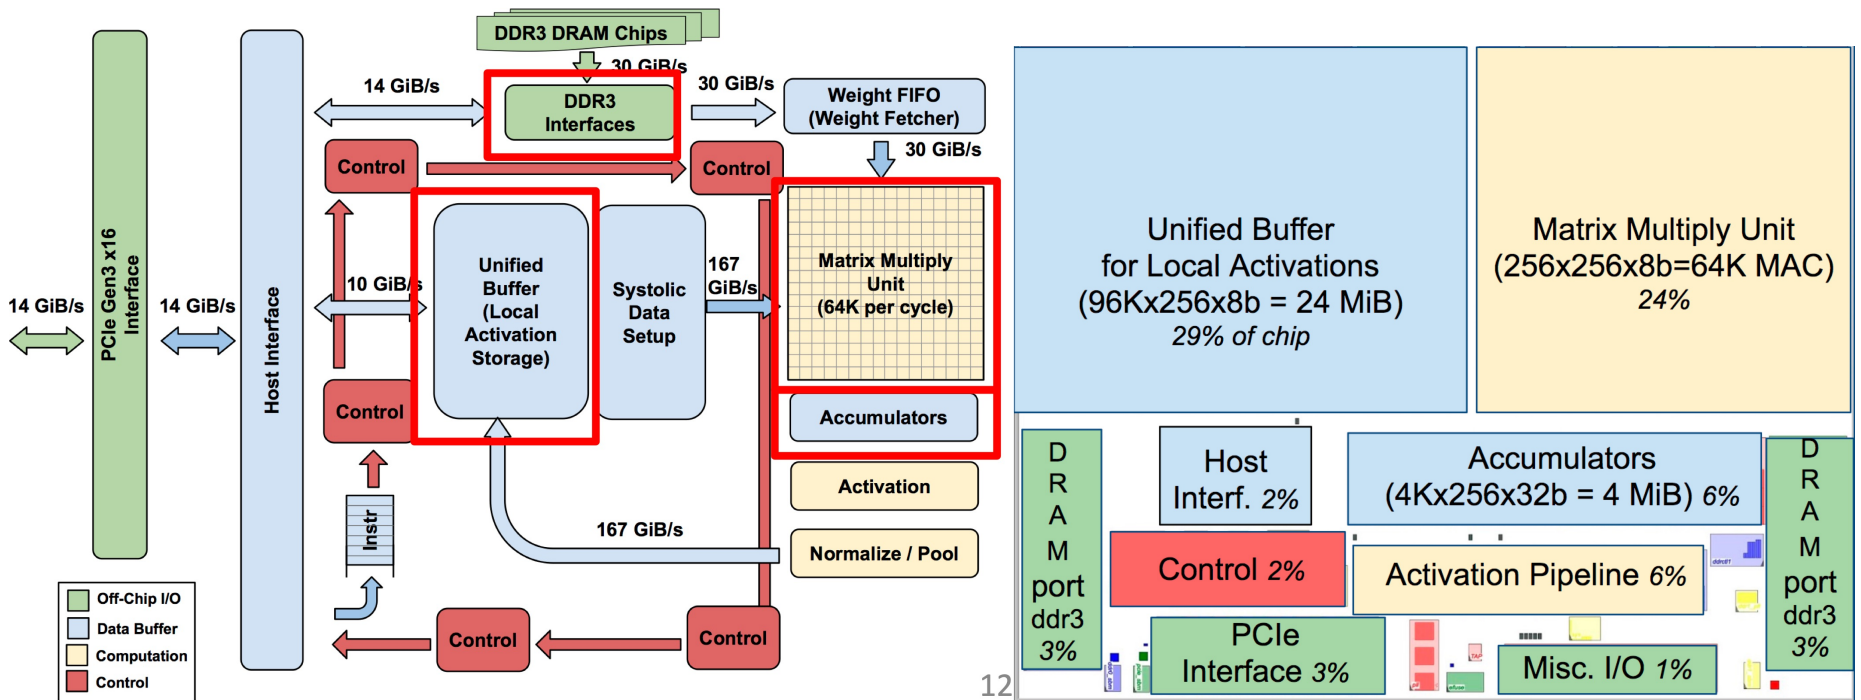 DDR3 DRAM Chips
30 GiB/s
14 GiB/s
DDR3
Interfaces
30 GiB/s
Weight FIFO
(Weight Fetcher)
30 GiB/s
Control
Control
PCIe Gen3 x16
Interface
Host Interface
14 GiB/s
14 GiB/s
10 GiB/s
Unified
Buffer
(Local
Activation
Storage)
Systolic
Data
Setup
167
GiB/s
Matrix Multiply
Unit
(64K per cycle)
Control
Accumulators
Activation
Instr
167 GiB/s
Normalize / Pool
Control
Control
Off-Chip I/O
Data Buffer
Computation
Control
12
Unified Buffer
for Local Activations
(96Kx256x8b = 24 MiB)
29% of chip
Matrix Multiply Unit
(256x256x8b=64K MAC)
24%
D
R
A
M
port
ddr3
3%
Host
Interf. 2%
Accumulators
(4Kx256x32b = 4 MiB) 6%
D
R
A
M
port
ddr3
3%
Control 2%
Activation Pipeline 6%
PCIe
Interface 3%
Misc. I/O 1%